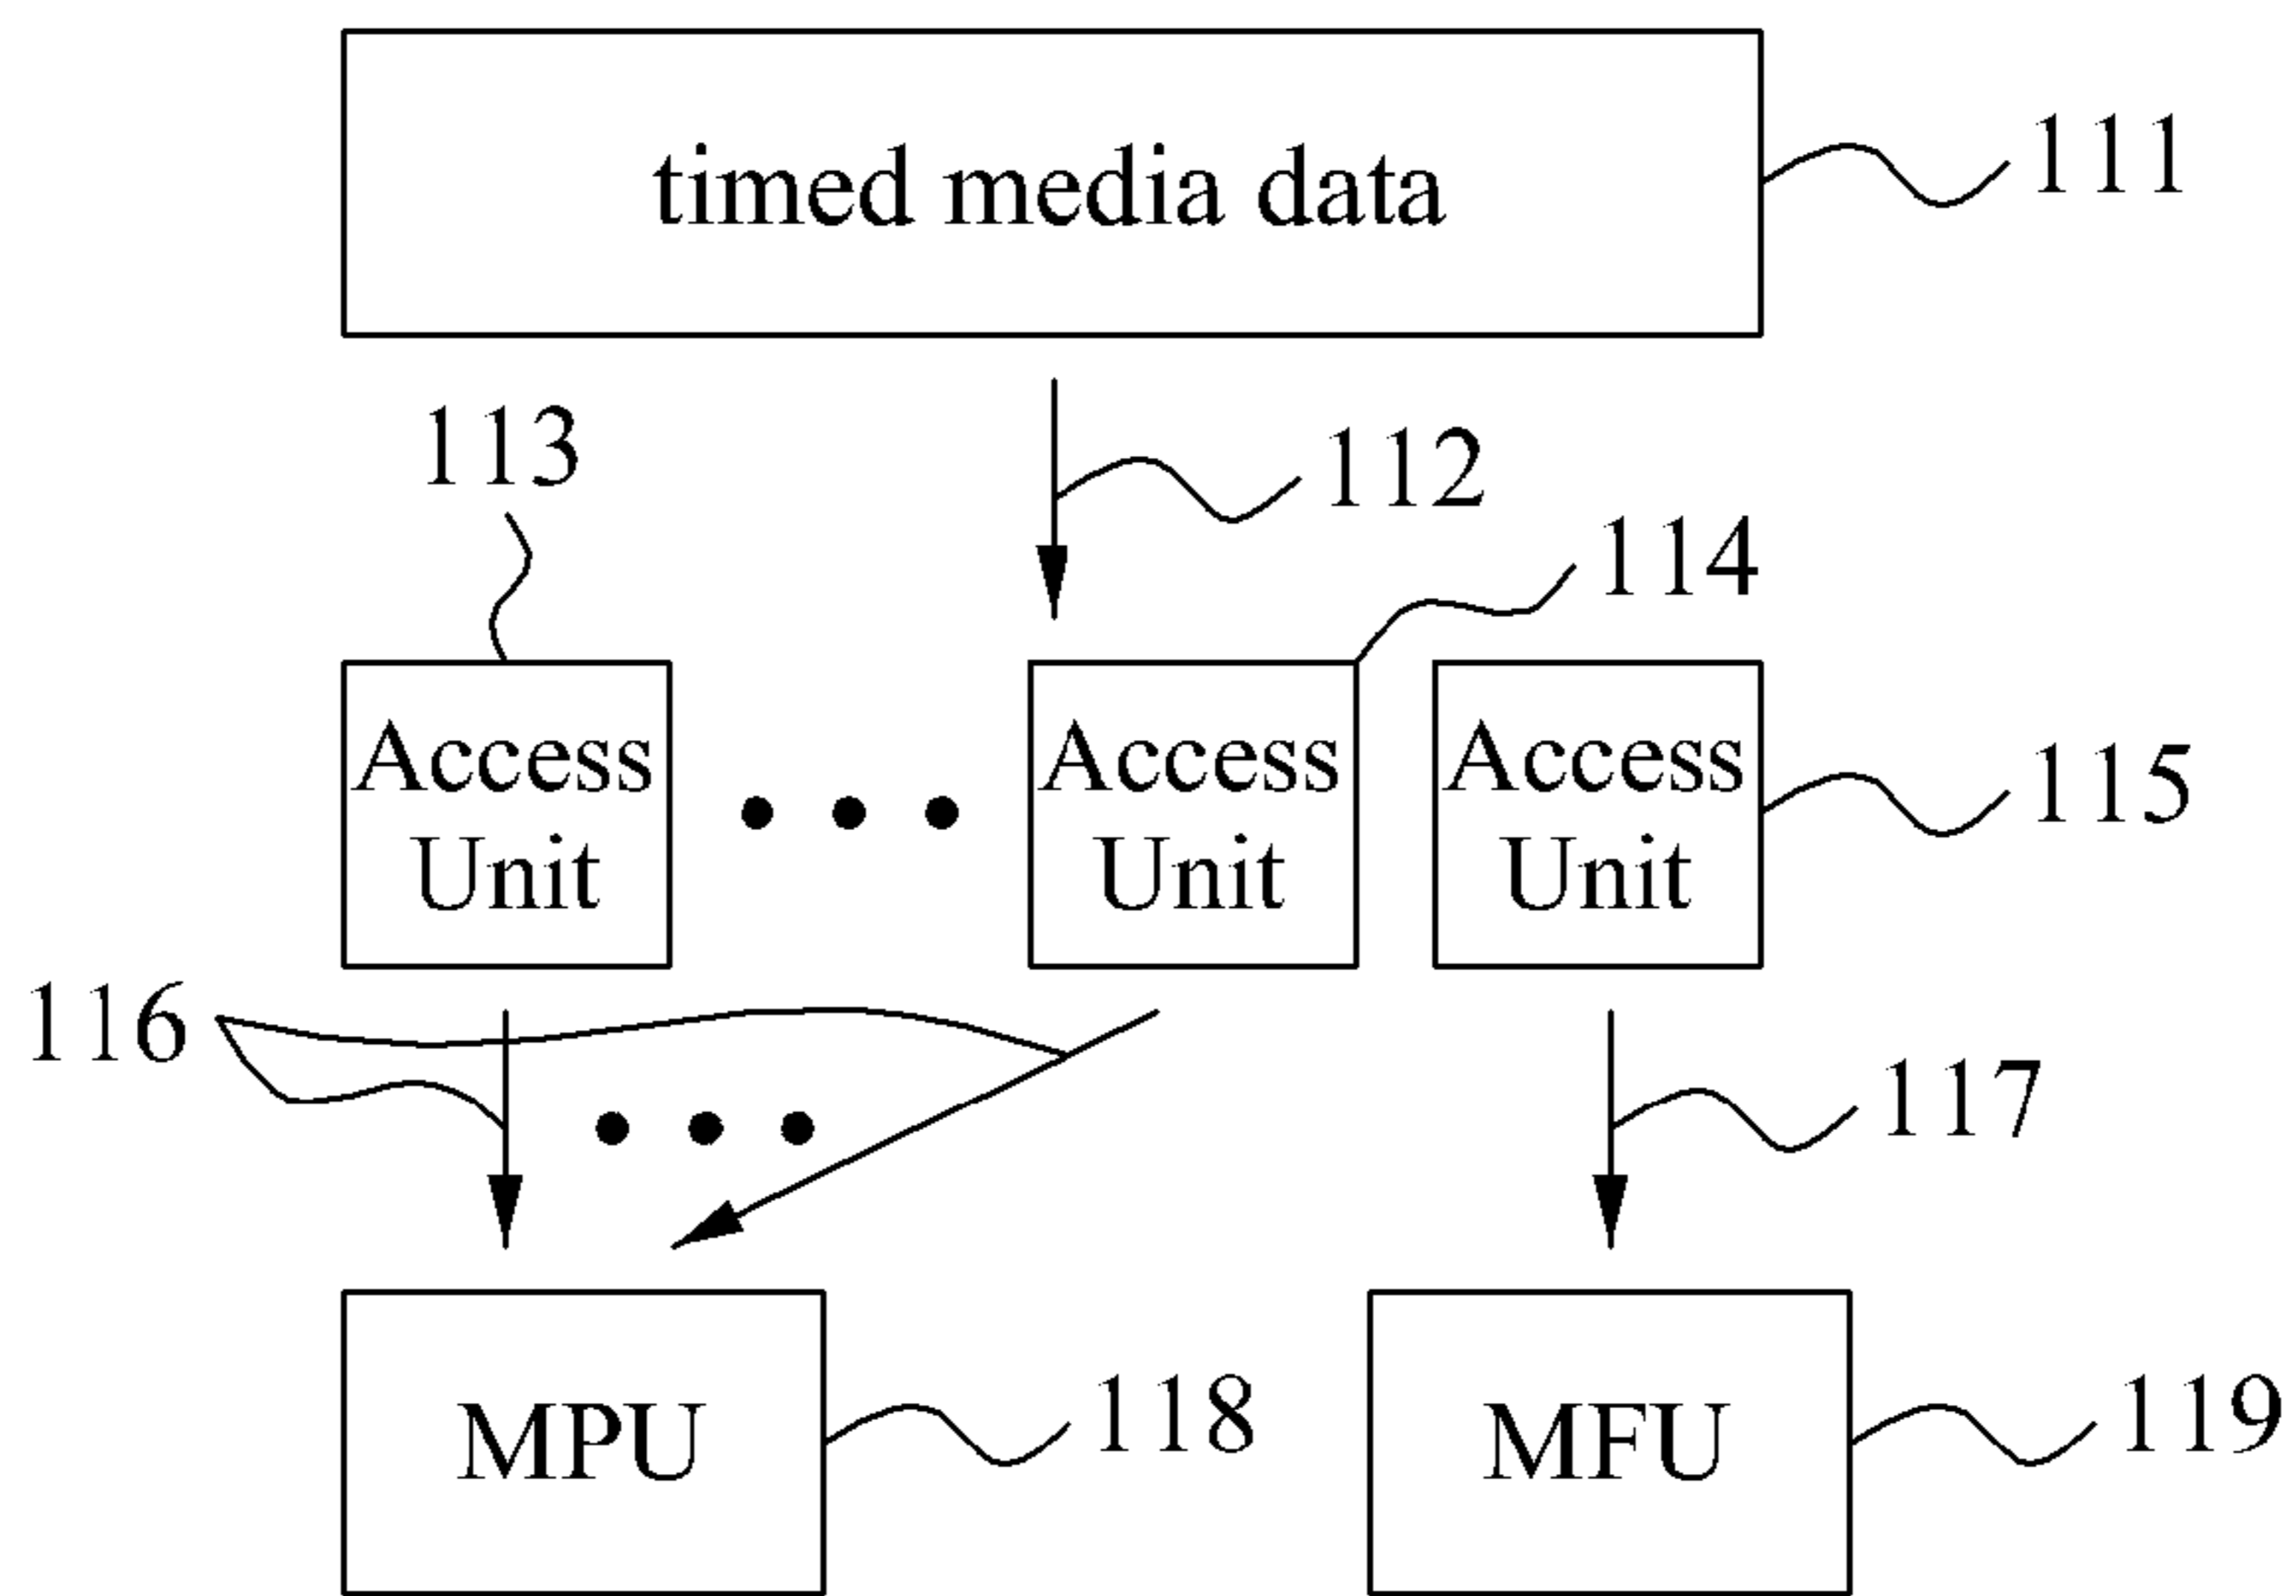 timed media data
111
113
112
114
Access
Unit
Access
Unit
Access
Unit
115
116
117
MPU
118
MFU
119